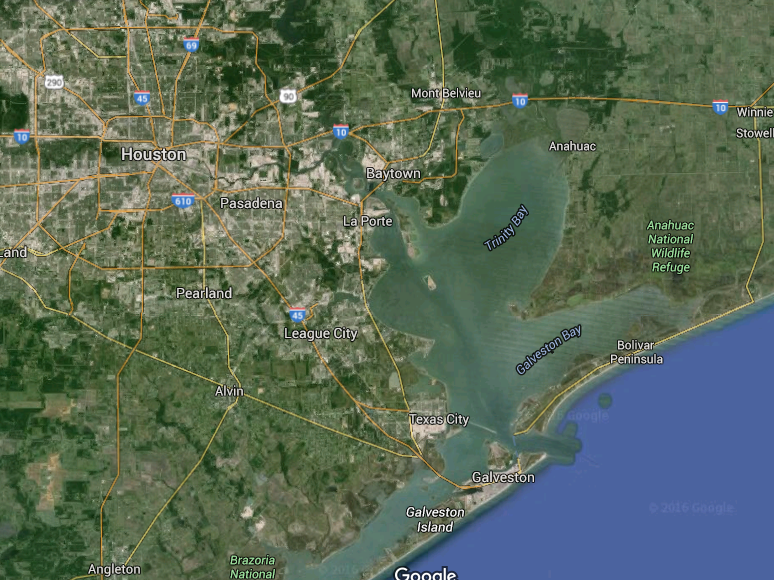 69
290
45
90
Mont Belvieu
10
10
Winnie
10
10
Stowell
Houston
Anahuac
Baytown
610
Pasadena
La Porte
Trinity Bay
Anahuac
National
Wildlife
Refuge
Land
Pearland
45
League City
Galveston Bay
Bolivar
Peninsula
Alvin
Google
Texas City
Galveston
© 2016 Google
Galveston
Island
Brazoria
National
Angleton
Google